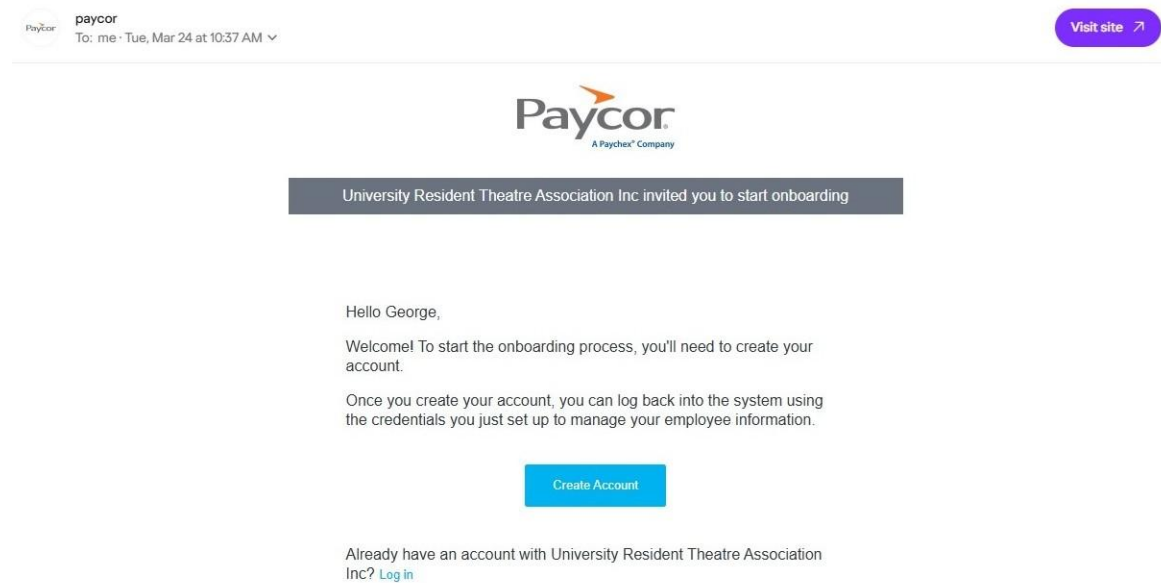 Paycor
paycor
To: me · Tue, Mar 24 at 10:37 AM
Visit site
Paycor
A Paychex® Company
University Resident Theatre Association Inc invited you to start onboarding
Hello George,
Welcome! To start the onboarding process, you'll need to create your
account.
Once you create your account, you can log back into the system using
the credentials you just set up to manage your employee information.
Create Account
Already have an account with University Resident Theatre Association
Inc? Log in